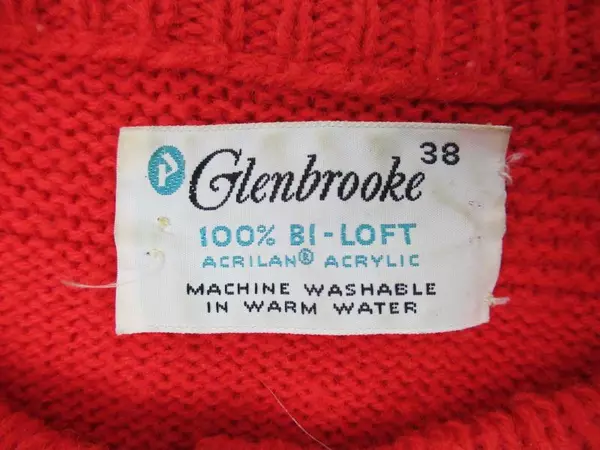 P Glenbrooke 38
100% BI-LOFT
ACRILAN® ACRYLIC
MACHINE WASHABLE
IN WARM WATER